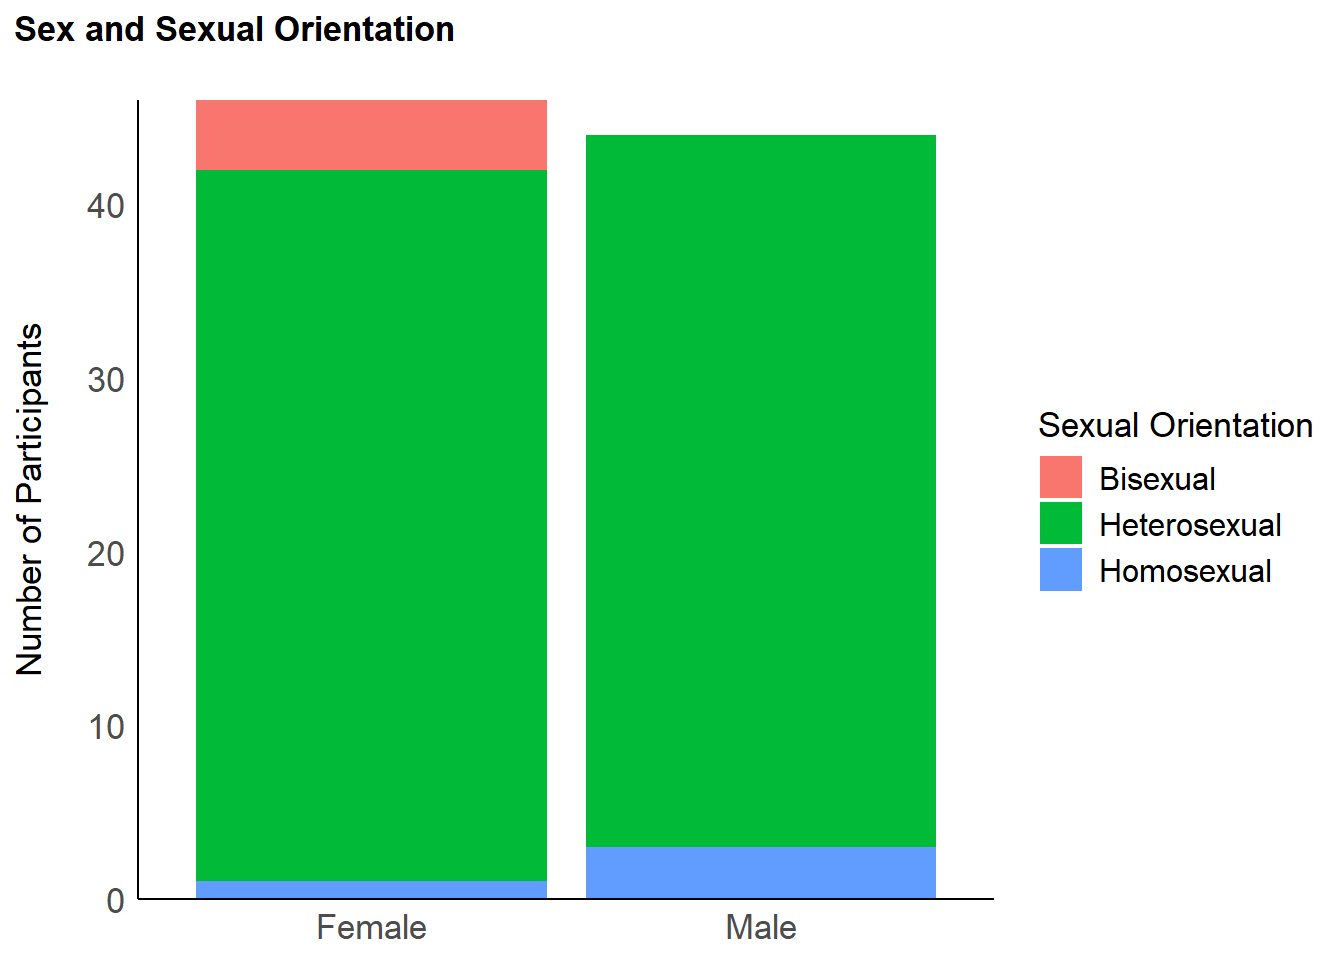 Sex and Sexual Orientation
Number of Participants
40
30
20
10
0
Female
Male
Sexual Orientation
Bisexual
Heterosexual
Homosexual